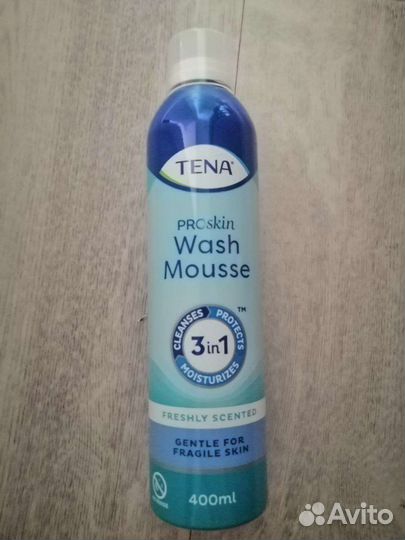 TENA®
PROskin
Wash
Mousse
CLEANSES PROTECTS MOISTURIZES ™
3in1
FRESHLY SCENTED
GENTLE FOR
FRAGILE SKIN
400ml
Avito